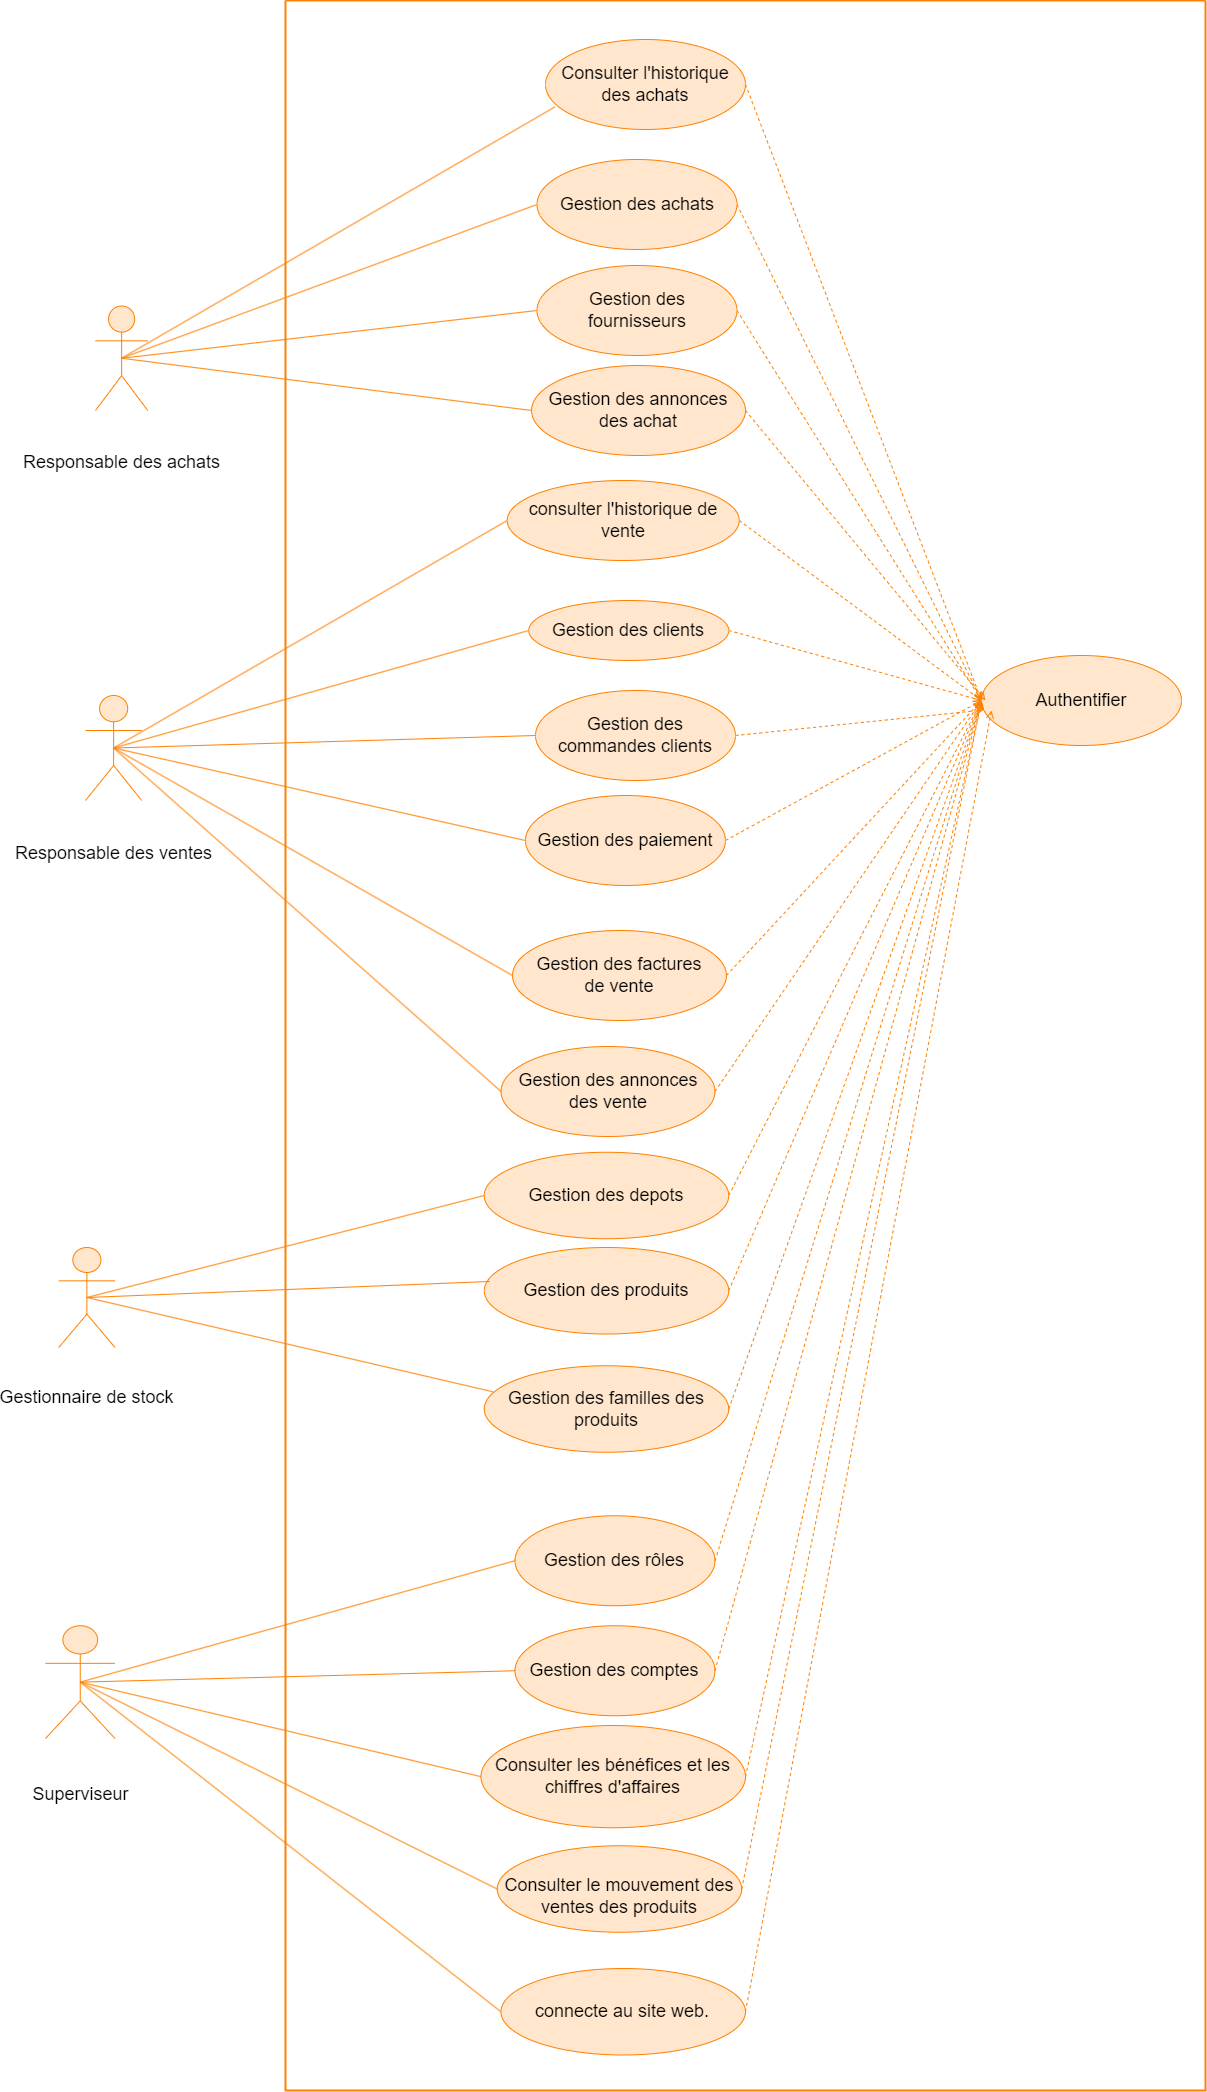 Consulter l'historique
des achats
Gestion des achats
Gestion des
fournisseurs
Gestion des annonces
des achat
Responsable des achats
consulter l'historique de
vente
Gestion des clients
Authentifier
Gestion des
commandes clients
Gestion des paiement
Responsable des ventes
Gestion des factures
de vente
Gestion des annonces
des vente
Gestion des depots
Gestion des produits
Gestionnaire de stock
Gestion des familles des
produits
Gestion des rôles
Gestion des comptes
Consulter les bénéfices et les
chiffres d'affaires
Superviseur
Consulter le mouvement des
ventes des produits
connecte au site web.